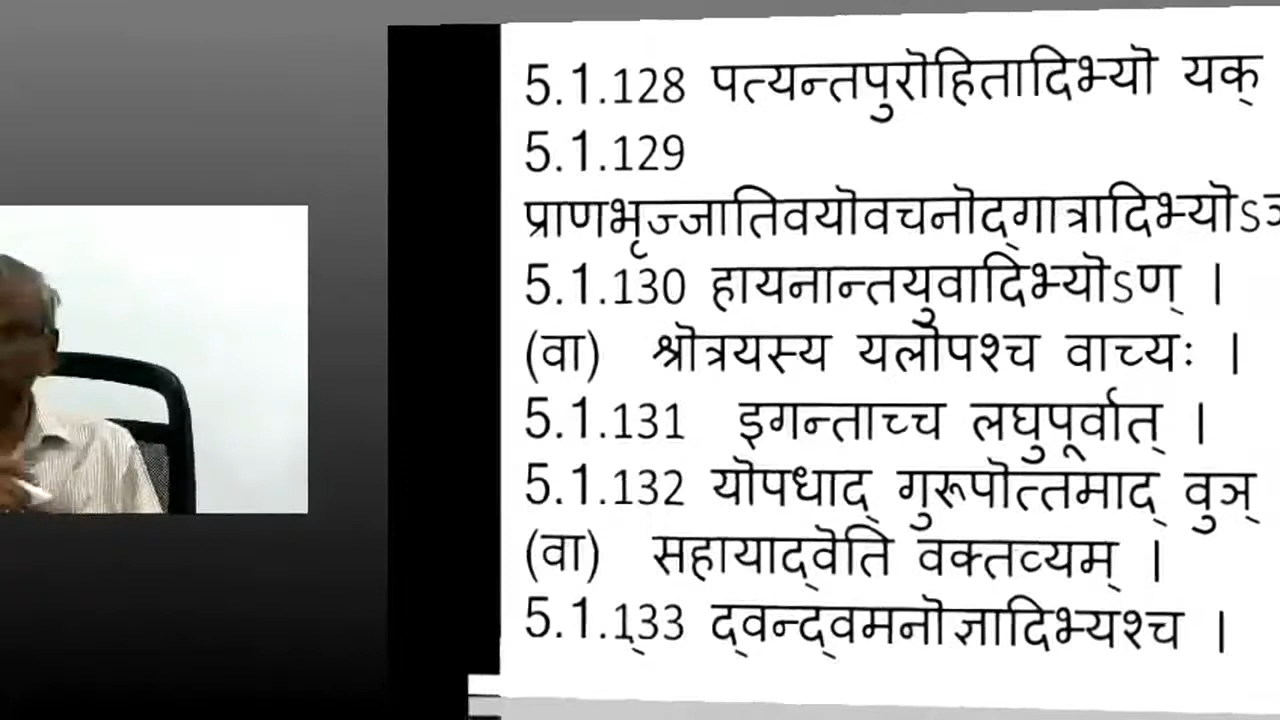 5.1.128 पत्यन्तपुरॊहितादिभ्यॊ यक्
5.1.129
प्राणभृज्जातिवयॊवचनॊद्‌गात्रादिभ्यॊऽञ
5.1.130 हायनान्तयुवादिभ्यॊऽण् ।
(वा) श्रॊत्रयस्य यलॊपश्च वाच्यः ।
5.1.131 इगन्ताच्च लघुपूर्वात् ।
5.1.132 यॊपधाद् गुरूपॊत्तमाद् वुञ्
(वा) सहायाद्‌वॆति वक्तव्यम् ।
5.1.133 द्‌वन्द्‌वमनॊज्ञादिभ्यश्च ।